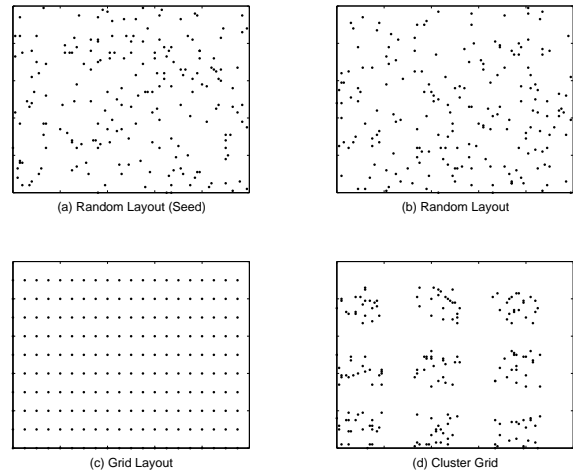 (a) Random Layout (Seed)
(b) Random Layout
(c) Grid Layout
(d) Cluster Grid